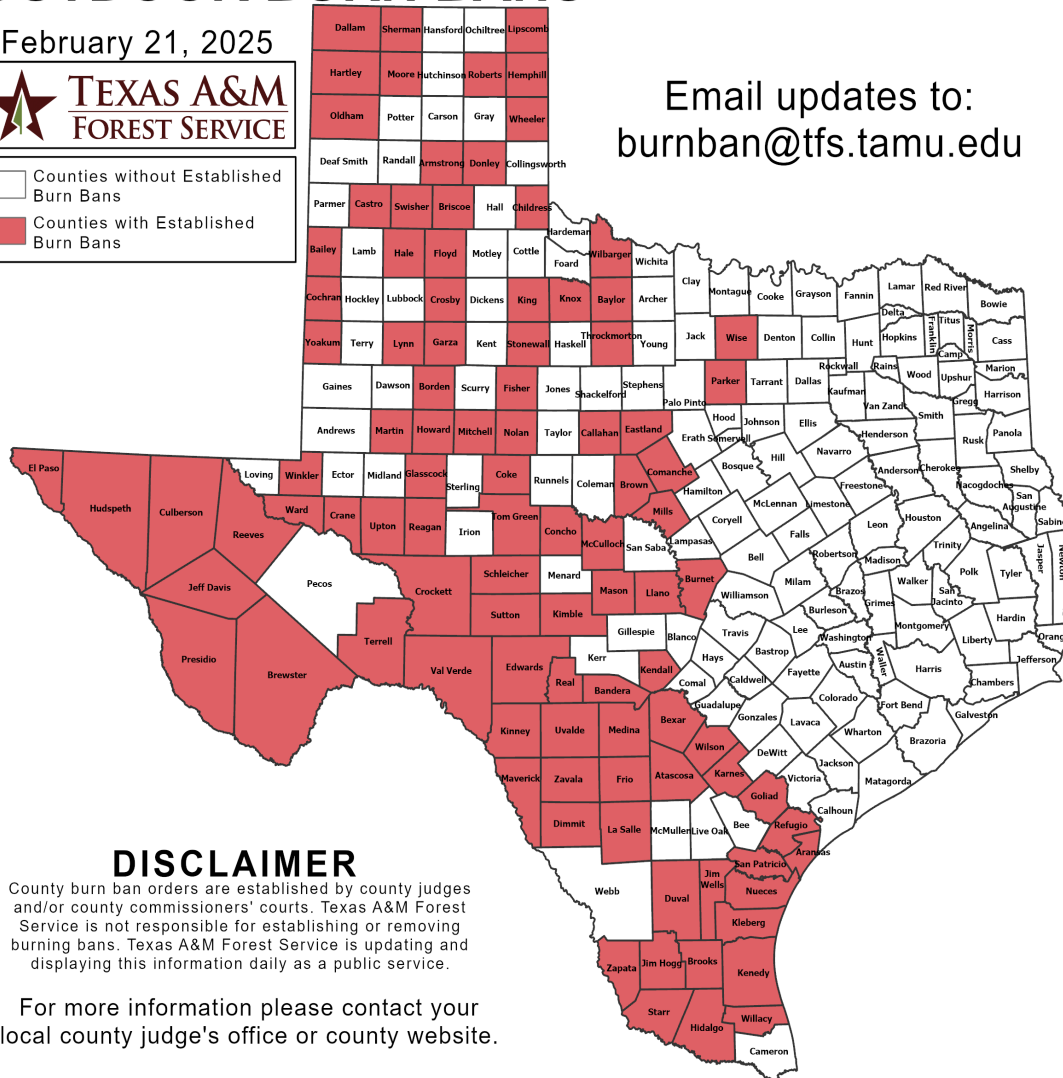 February 21, 2025
TEXAS A&M
FOREST SERVICE
Counties without Established
Burn Bans
Counties with Established
Burn Bans
Email updates to:
burnban@tfs.tamu.edu
Dallam Sherman Hansford Ochiltree Lipscomb
Hartley Moore Hutchinson Roberts Hemphill
Oldham Potter Carson Gray Wheeler
Deaf Smith Randall Armstrong Donley Collingsworth
Parmer Castro Swisher Briscoe Hall Childress
Hardeman
Bailey Lamb Hale Floyd Motley Cottle Foard Wilbarger Wichita
Clay Montague Cooke Grayson Fannin Lamar Red River Bowie
Cochran Hockley Lubbock Crosby Dickens King Knox Baylor Archer
Delta Franklin Titus Morris Cass
Yoakum Terry Lynn Garza Kent Stonewall Haskell Throckmorton Young Jack Wise Denton Collin Hunt Hopkins
Camp
Rockwall Rains Wood Upshur Marion
Gaines Dawson Borden Scurry Fisher Jones Shackelford Stephens Palo Pinto Parker Tarrant Dallas Kaufman Van Zandt Gregg Harrison
Smith
Andrews Martin Howard Mitchell Nolan Taylor Callahan Eastland Erath Hood Somervell Johnson Ellis Henderson Rusk Panola
Hill Navarro
El Paso Hudspeth Culberson Reeves Loving Winkler Ector Midland Glasscock Sterling Coke Runnels Coleman Brown Comanche Hamilton Bosque Freestone Anderson Cherokee Nacogdoches Shelby
Ward Crane Upton Reagan Irion Tom Green Concho McCulloch San Saba Mills Lampasas Coryell McLennan Limestone Leon Houston Angelina San
Augustine
Sabin
Falls Bell Robertson Madison Trinity Polk Tyler Jasper Newton
Jeff Davis Pecos Crockett Schleicher Menard Mason Llano Burnet Williamson Milam Brazos Grimes Walker San
Jacinto
Hardin
Sutton Kimble Gillespie Blanco Travis Lee Burleson Washington Montgomery Liberty Orang
Presidio Brewster Terrell Val Verde Edwards Kerr Real Bandera Kendall Hays Comal Caldwell Bastrop Fayette Austin Waller Harris Jefferson
Chambers
Guadalupe Gonzales Colorado Fort Bend Galveston
Kinney Uvalde Medina Bexar Wilson Lavaca Wharton Brazoria
DeWitt Jackson Matagorda
Maverick Zavala Frio Atascosa Karnes Goliad Victoria Calhoun
Dimmit La Salle McMullen Live Oak Bee Refugio Aransas
San Patricio
Webb Duval Jim
Wells
Nueces
Kleberg
Zapata Jim Hogg Brooks Kenedy
Starr Hidalgo Willacy
Cameron
DISCLAIMER
County burn ban orders are established by county judges
and/or county commissioners' courts. Texas A&M Forest
Service is not responsible for establishing or removing
burning bans. Texas A&M Forest Service is updating and
displaying this information daily as a public service.
For more information please contact your
local county judge's office or county website.